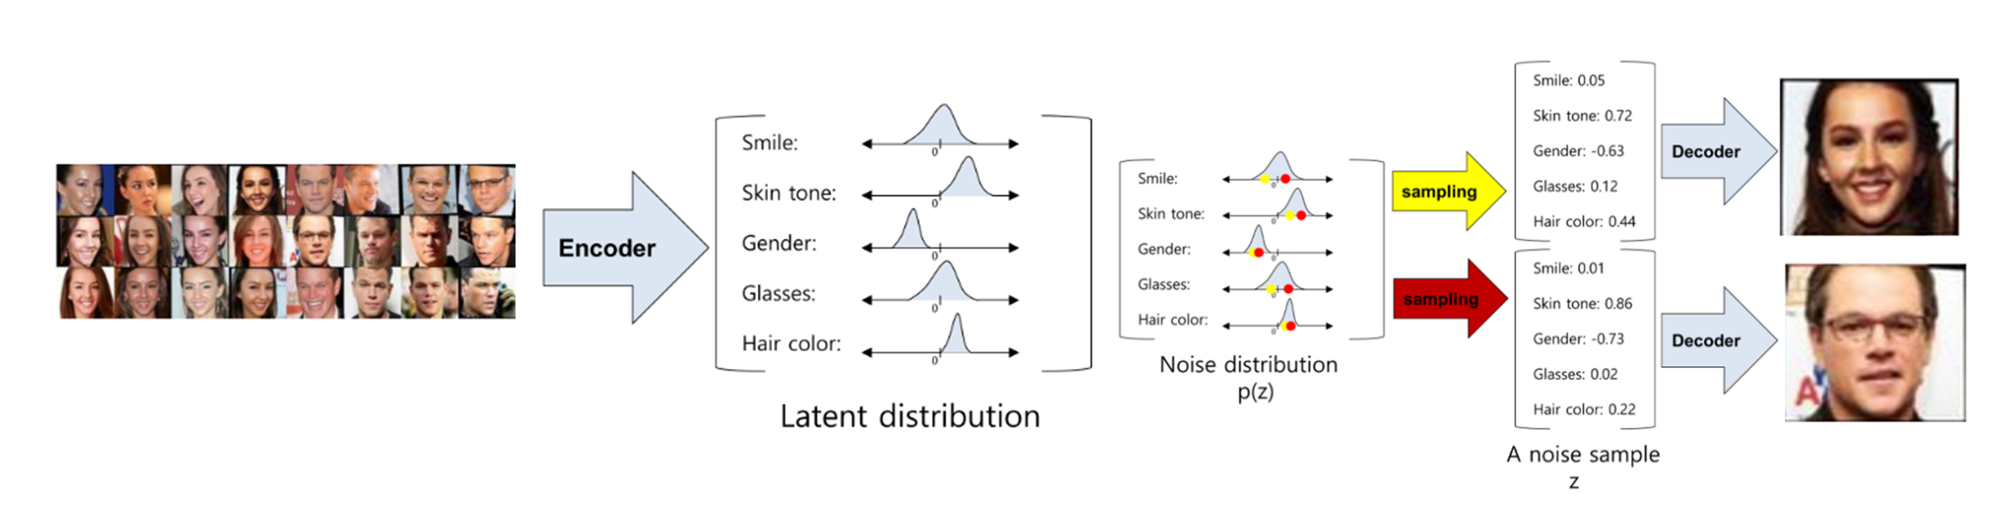 Encoder
Smile:
0
Skin tone:
0
Gender:
0
Glasses:
0
Hair color:
0
Latent distribution
Smile:
0
Skin tone:
0
Gender:
0
Glasses:
0
Hair color:
0
Noise distribution
p(z)
sampling
sampling
Smile: 0.05
Skin tone: 0.72
Gender: -0.63
Glasses: 0.12
Hair color: 0.44
Smile: 0.01
Skin tone: 0.86
Gender: -0.73
Glasses: 0.02
Hair color: 0.22
A noise sample
z
Decoder
Decoder
A